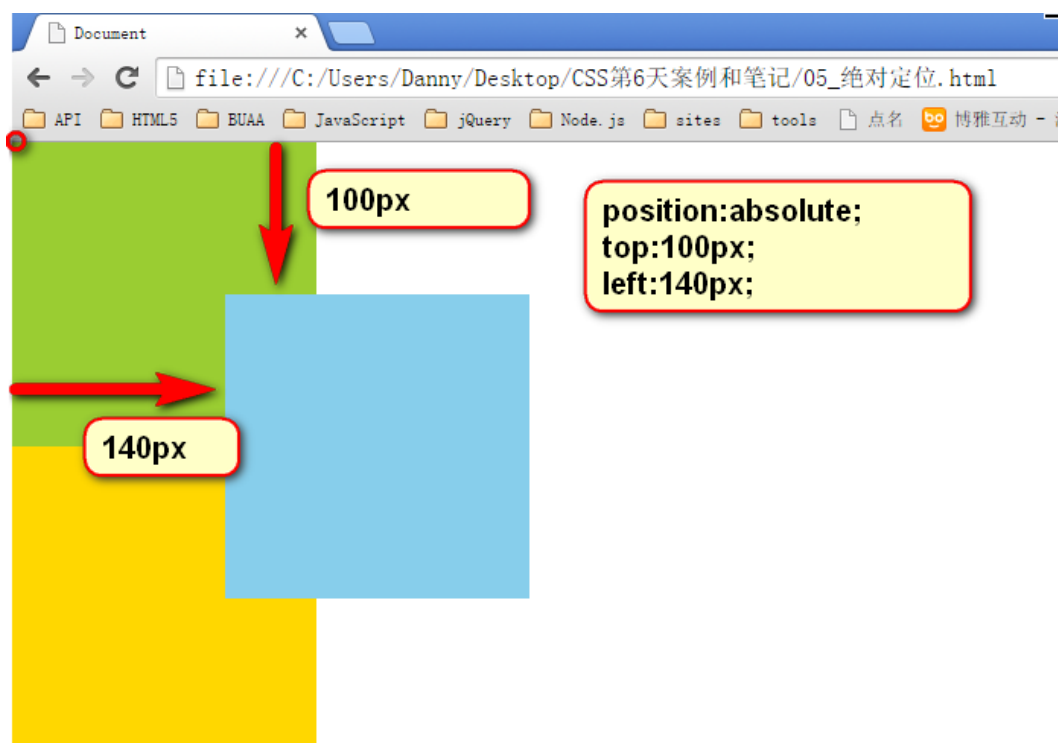 Document
file:///C:/Users/Danny/Desktop/CSS第6天案例和笔记/05_绝对定位.html
API HTML5 BUAA JavaScript jQuery Node.js sites tools 点名 博雅互动 -
100px
position:absolute;
top:100px;
left:140px;
140px